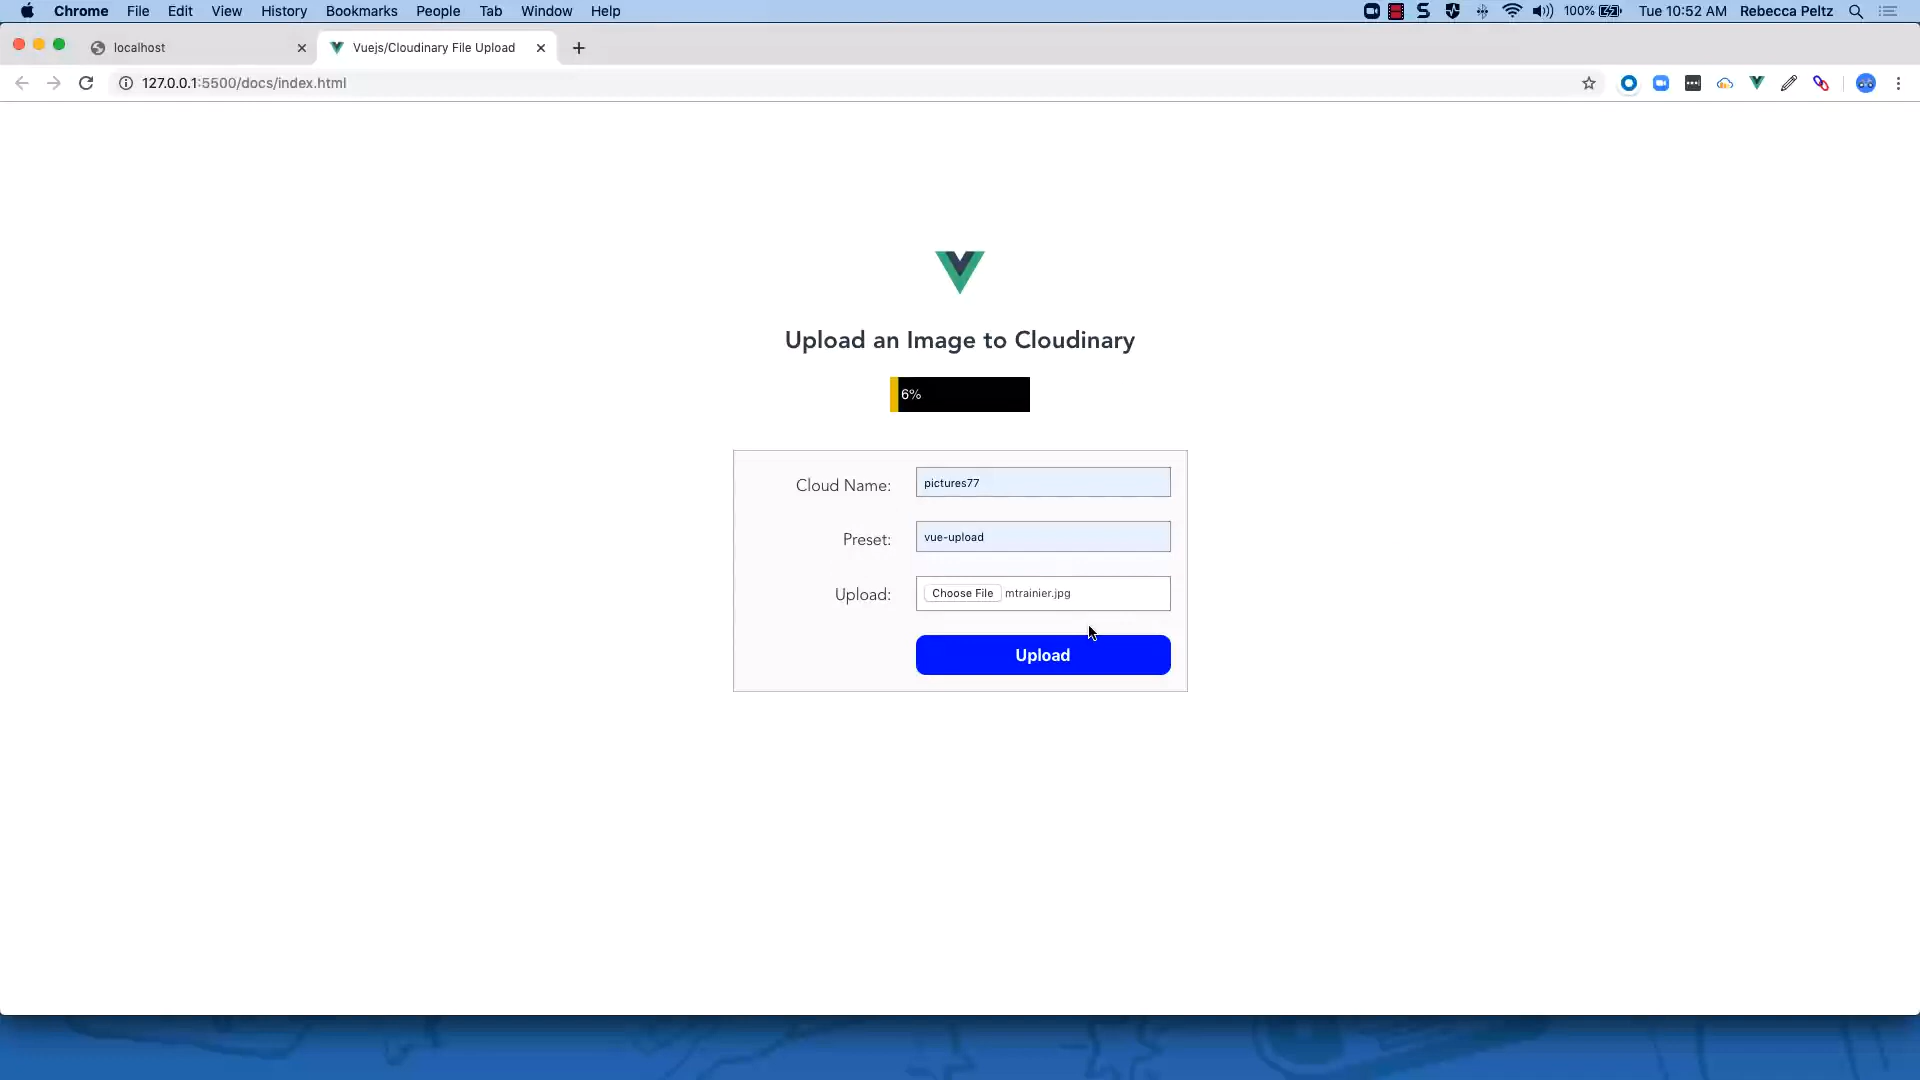 Chrome File Edit View History Bookmarks People Tab Window Help 100% Tue 10:52 AM Rebecca Peltz
localhost Vuejs/Cloudinary File Upload
127.0.0.1:5500/docs/index.html
Upload an Image to Cloudinary
6%
Cloud Name: pictures77
Preset: vue-upload
Upload: Choose File mtrainier.jpg
Upload